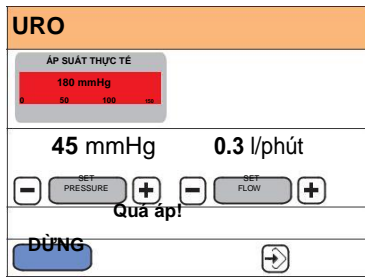 URO
ÁP SUẤT THỰC TẾ
180 mmHg
0 50 100 150
45 mmHg 0.3 l/phút
SET PRESSURE SET FLOW
Quá áp!
DỪNG